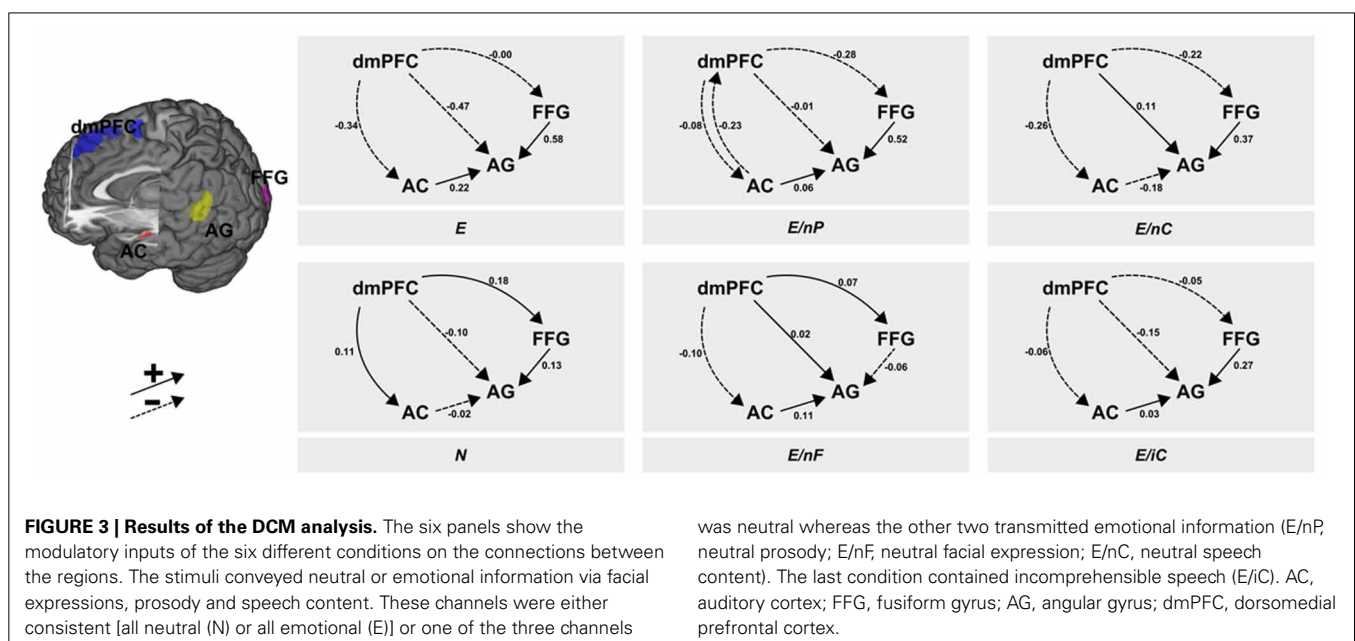 dmPFC
FFG
AG
AC
+
−
dmPFC
-0.00
-0.47
FFG
-0.34
0.58
AG
AC
0.22
E
dmPFC
-0.28
-0.01
FFG
-0.08
-0.23
0.52
AG
AC
0.06
E/nP
dmPFC
-0.22
0.11
FFG
-0.26
0.37
AG
AC
-0.18
E/nC
dmPFC
0.18
-0.10
FFG
0.11
0.13
AG
AC
-0.02
N
dmPFC
0.07
0.02
FFG
-0.10
-0.06
AG
AC
0.11
E/nF
dmPFC
-0.05
-0.15
FFG
-0.06
0.27
AG
AC
0.03
E/iC
FIGURE 3 | Results of the DCM analysis. The six panels show the
modulatory inputs of the six different conditions on the connections between
the regions. The stimuli conveyed neutral or emotional information via facial
expressions, prosody and speech content. These channels were either
consistent [all neutral (N) or all emotional (E)] or one of the three channels
was neutral whereas the other two transmitted emotional information (E/nP,
neutral prosody; E/nF, neutral facial expression; E/nC, neutral speech
content). The last condition contained incomprehensible speech (E/iC). AC,
auditory cortex; FFG, fusiform gyrus; AG, angular gyrus; dmPFC, dorsomedial
prefrontal cortex.